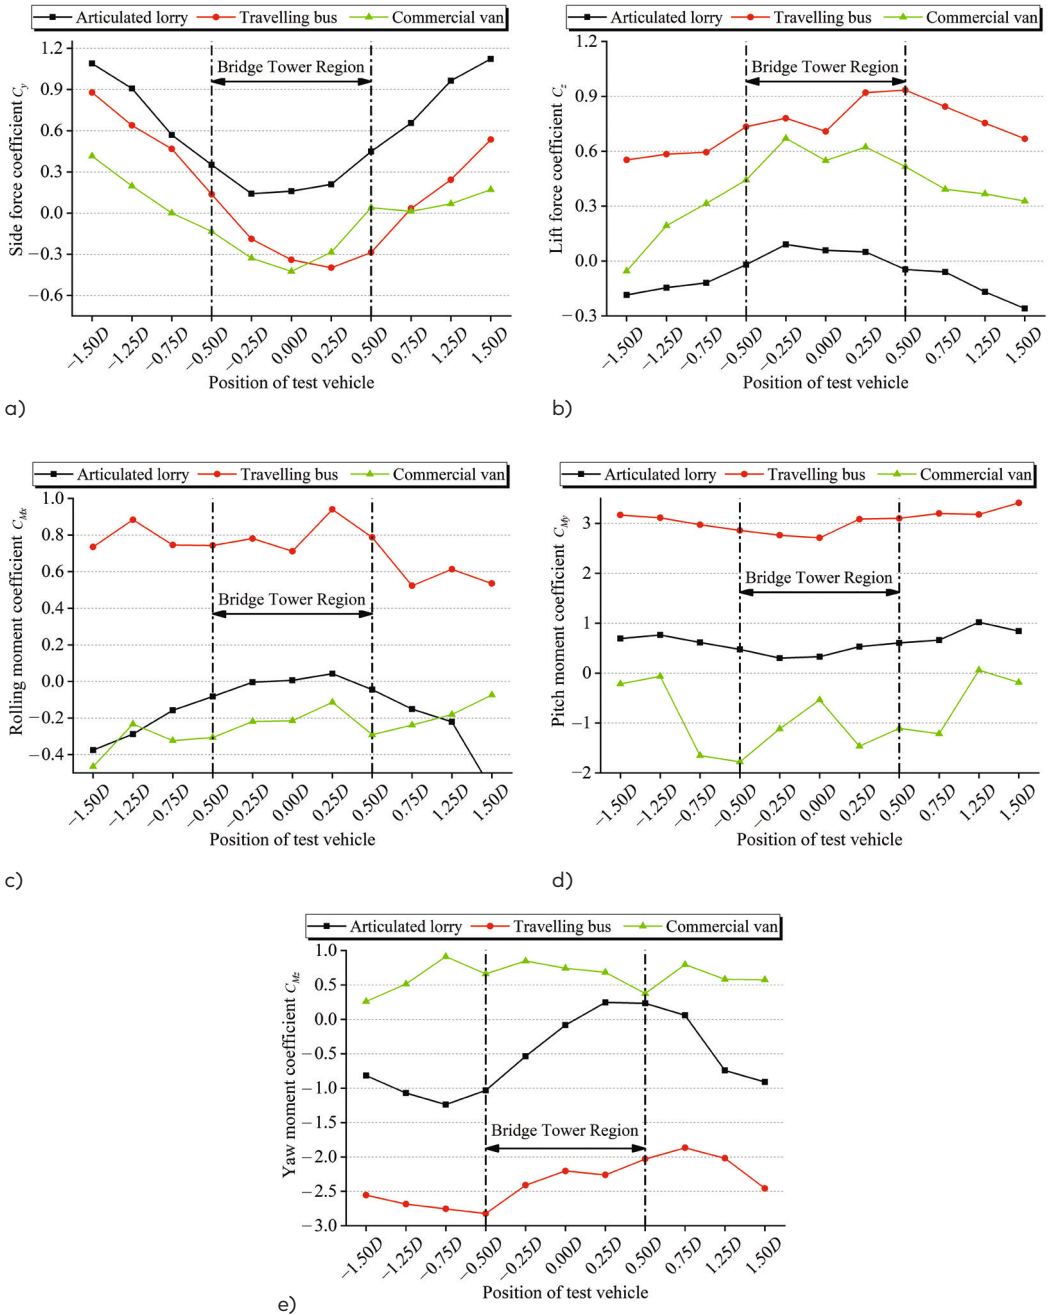 Articulated lorry Travelling bus Commercial van
Side force coefficient Cy
1.2
0.9
0.6
0.3
0.0
−0.3
−0.6
Bridge Tower Region
−1.50D −1.25D −0.75D −0.50D −0.25D 0.00D 0.25D 0.50D 0.75D 1.25D 1.50D
Position of test vehicle
a)
Articulated lorry Travelling bus Commercial van
Lift force coefficient Cz
1.2
0.9
0.6
0.3
0.0
−0.3
Bridge Tower Region
−1.50D −1.25D −0.75D −0.50D −0.25D 0.00D 0.25D 0.50D 0.75D 1.25D 1.50D
Position of test vehicle
b)
Articulated lorry Travelling bus Commercial van
Rolling moment coefficient CMx
1.0
0.8
0.6
0.4
0.2
0.0
−0.2
−0.4
Bridge Tower Region
−1.50D −1.25D −0.75D −0.50D −0.25D 0.00D 0.25D 0.50D 0.75D 1.25D 1.50D
Position of test vehicle
c)
Articulated lorry Travelling bus Commercial van
Pitch moment coefficient CMy
3
2
1
0
−1
−2
Bridge Tower Region
−1.50D −1.25D −0.75D −0.50D −0.25D 0.00D 0.25D 0.50D 0.75D 1.25D 1.50D
Position of test vehicle
d)
Articulated lorry Travelling bus Commercial van
Yaw moment coefficient CMz
1.0
0.5
0.0
−0.5
−1.0
−1.5
−2.0
−2.5
−3.0
Bridge Tower Region
−1.50D −1.25D −0.75D −0.50D −0.25D 0.00D 0.25D 0.50D 0.75D 1.25D 1.50D
Position of test vehicle
e)